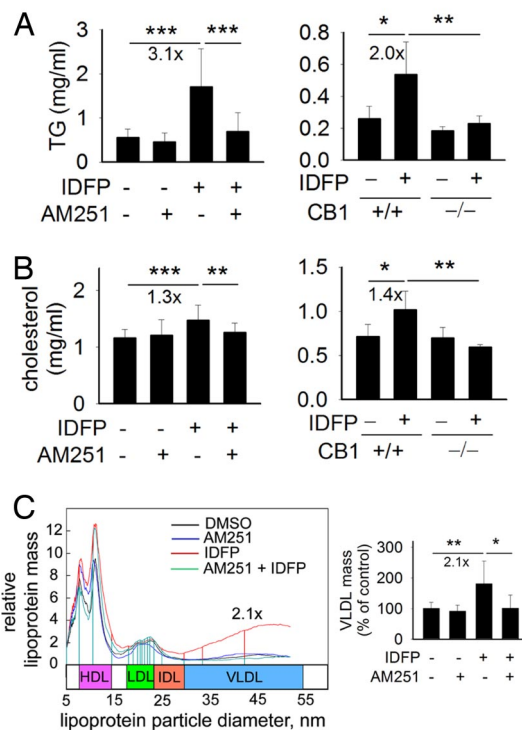 A
TG (mg/ml)
3
2
1
0
***
***
3.1x
IDFP - - + +
AM251 - + - +
0.8
0.6
0.4
0.2
0.0
*
**
2.0x
IDFP – + – +
CB1 +/+ –/–
B
cholesterol
(mg/ml)
2
1
0
***
**
1.3x
IDFP - - + +
AM251 - + - +
1.5
1.0
0.5
0.0
*
**
1.4x
IDFP – + – +
CB1 +/+ –/–
C
relative
lipoprotein mass
12
10
8
6
4
2
0
DMSO
AM251
IDFP
AM251 + IDFP
2.1x
HDL LDL IDL VLDL
5 15 25 35 45 55
lipoprotein particle diameter, nm
VLDL mass
(% of control)
300
200
100
0
**
*
2.1x
IDFP - - + +
AM251 - + - +